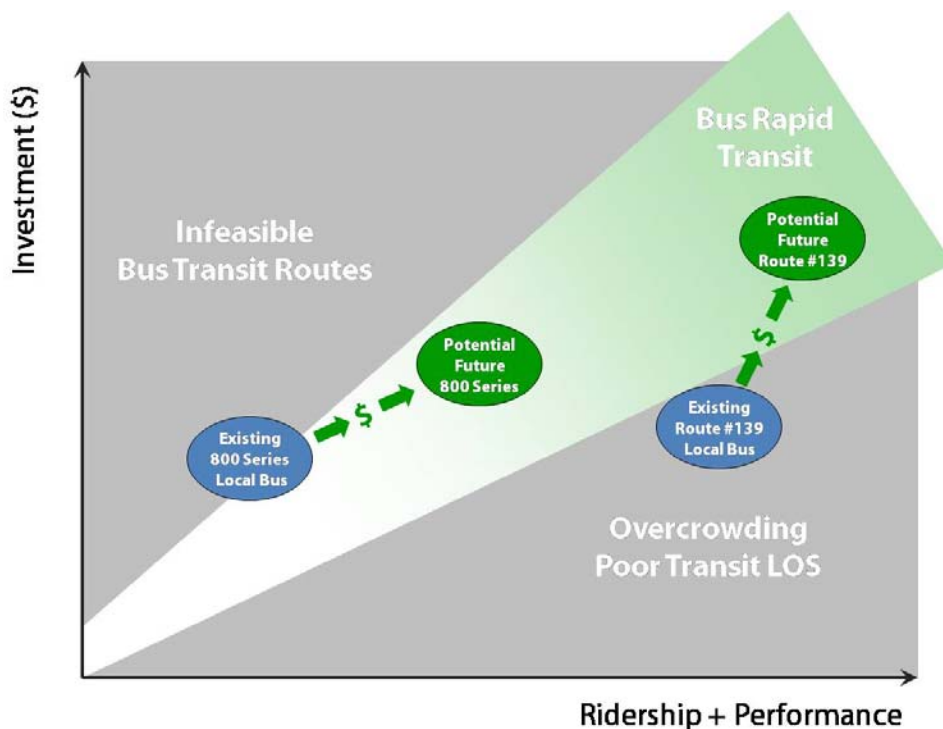 Investment ($)
Bus Rapid
Transit
Infeasible
Bus Transit Routes
Potential
Future
Route #139
$
Potential
Future
800 Series
$
Existing
800 Series
Local Bus
Existing
Route #139
Local Bus
Overcrowding
Poor Transit LOS
Ridership + Performance